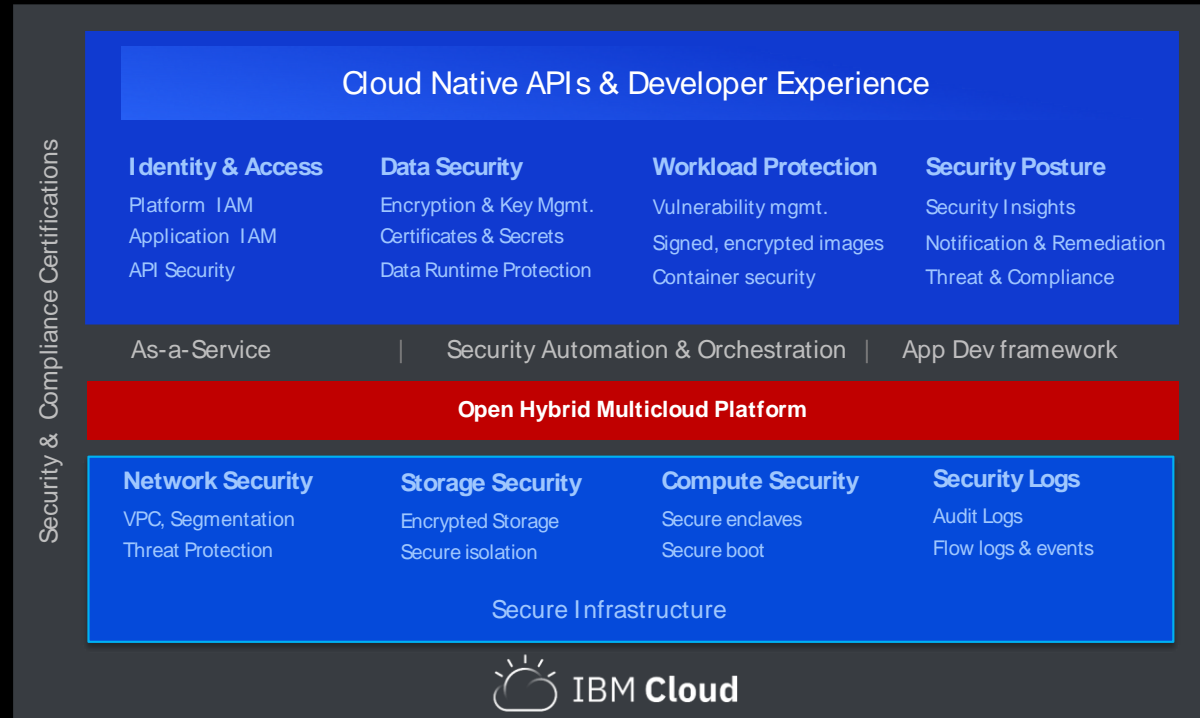 Security & Compliance Certifications
Cloud Native APIs & Developer Experience
Identity & Access
Platform IAM
Application IAM
API Security
Data Security
Encryption & Key Mgmt.
Certificates & Secrets
Data Runtime Protection
Workload Protection
Vulnerability mgmt.
Signed, encrypted images
Container security
Security Posture
Security Insights
Notification & Remediation
Threat & Compliance
As-a-Service | Security Automation & Orchestration | App Dev framework
Open Hybrid Multicloud Platform
Network Security
VPC, Segmentation
Threat Protection
Storage Security
Encrypted Storage
Secure isolation
Compute Security
Secure enclaves
Secure boot
Security Logs
Audit Logs
Flow logs & events
Secure Infrastructure
IBM Cloud